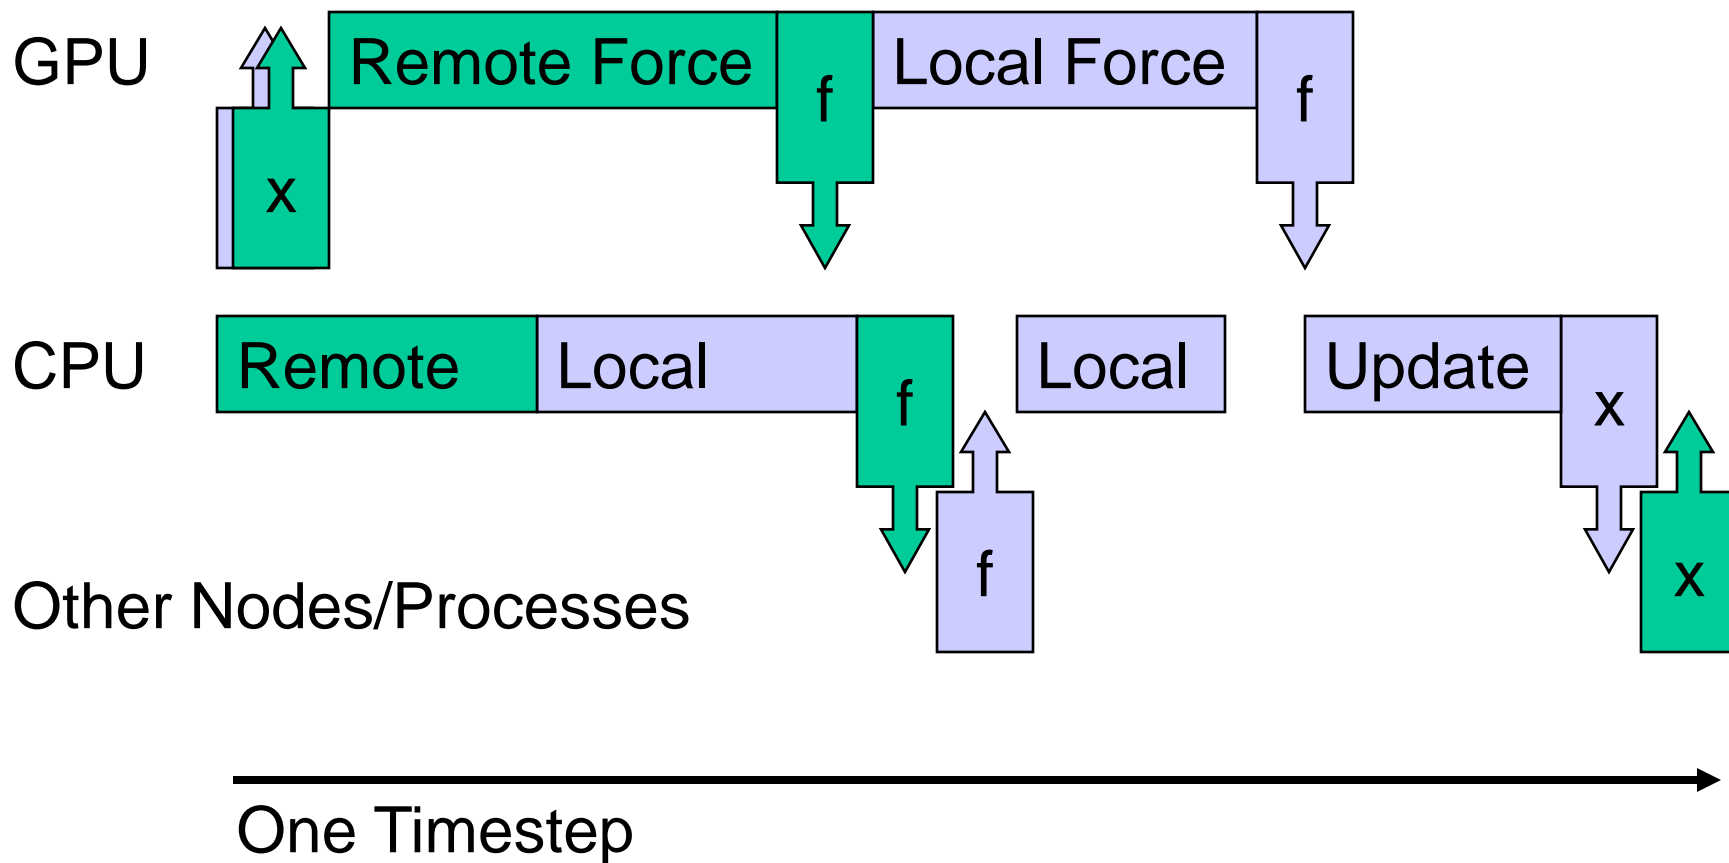 GPU
Remote Force
f
Local Force
f
x
CPU
Remote
Local
f
Local
Update
x
f
x
Other Nodes/Processes
One Timestep